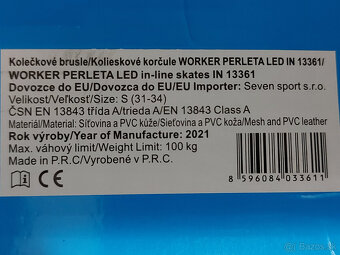 Kolečkové brusle/Kolieskové korčule WORKER PERLETA LED IN 13361/
WORKER PERLETA LED in-line skates IN 13361
Dovozce do EU/Dovozca do EU/EU Importer: Seven sport s.r.o.
Velikost/Veľkosť/Size: S (31-34)
ČSN EN 13843 třída A/trieda A/EN 13843 Class A
Materiál/Materiál: Síťovina a PVC kůže/Sieťovina a PVC koža/Mesh and PVC leather
Rok výroby/Year of Manufacture: 2021
Max. váhový limit/Weight Limit: 100 kg
Made in P.R.C/Vyrobené v P.R.C.
CE
8 596084 033611
bazos.sk